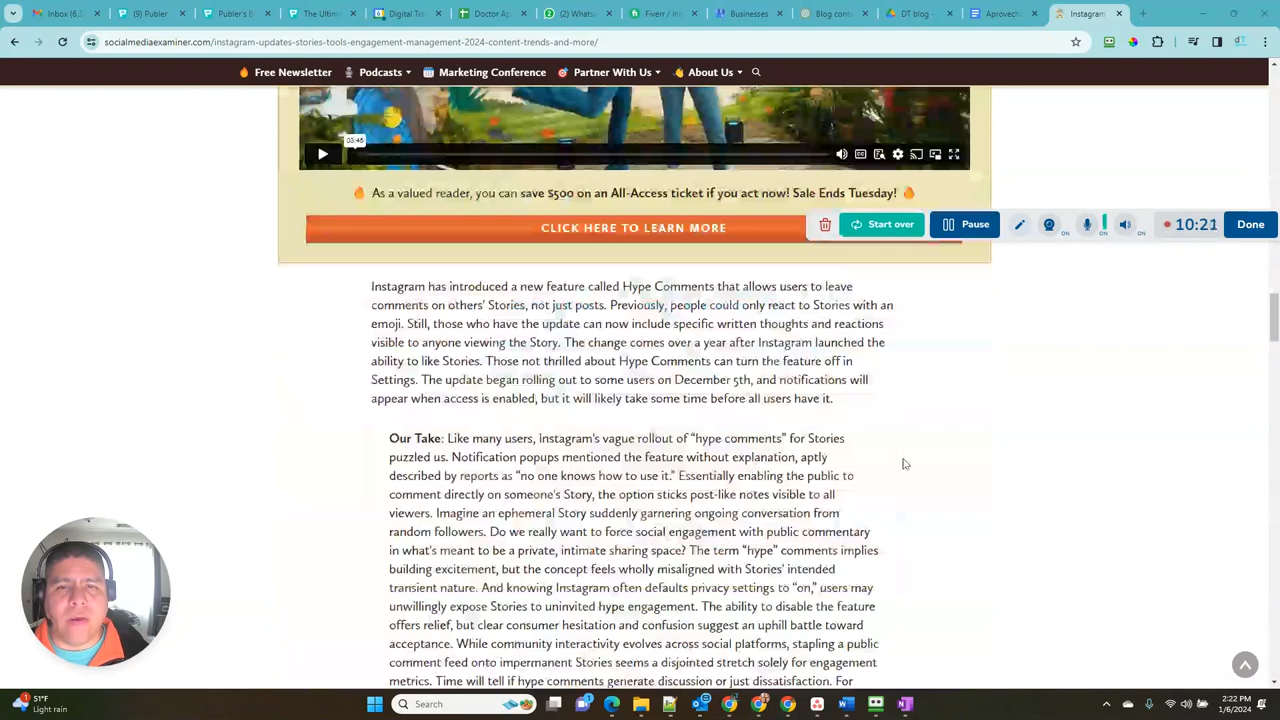 Inbox (6,3
(9) Publer
Publer's B
The Ultim
Digital To
Doctor Ap
(2) Whats
Fiverr / In
Businesses
Blog cont
DT blog -
Aprovech
Instagram
socialmediaexaminer.com/instagram-updates-stories-tools-engagement-management-2024-content-trends-and-more/
Free Newsletter
Podcasts
Marketing Conference
Partner With Us
About Us
03:45
As a valued reader, you can save $500 on an All-Access ticket if you act now! Sale Ends Tuesday!
CLICK HERE TO LEARN MORE
Start over
Pause
ON
ON
ON
10:21
Done
Instagram has introduced a new feature called Hype Comments that allows users to leave
comments on others' Stories, not just posts. Previously, people could only react to Stories with an
emoji. Still, those who have the update can now include specific written thoughts and reactions
visible to anyone viewing the Story. The change comes over a year after Instagram launched the
ability to like Stories. Those not thrilled about Hype Comments can turn the feature off in
Settings. The update began rolling out to some users on December 5th, and notifications will
appear when access is enabled, but it will likely take some time before all users have it.
Our Take: Like many users, Instagram's vague rollout of “hype comments” for Stories
puzzled us. Notification popups mentioned the feature without explanation, aptly
described by reports as “no one knows how to use it.” Essentially enabling the public to
comment directly on someone's Story, the option sticks post-like notes visible to all
viewers. Imagine an ephemeral Story suddenly garnering ongoing conversation from
random followers. Do we really want to force social engagement with public commentary
in what's meant to be a private, intimate sharing space? The term “hype” comments implies
building excitement, but the concept feels wholly misaligned with Stories' intended
transient nature. And knowing Instagram often defaults privacy settings to “on,” users may
unwillingly expose Stories to uninvited hype engagement. The ability to disable the feature
offers relief, but clear consumer hesitation and confusion suggest an uphill battle toward
acceptance. While community interactivity evolves across social platforms, stapling a public
comment feed onto impermanent Stories seems a disjointed stretch solely for engagement
metrics. Time will tell if hype comments generate discussion or just dissatisfaction. For
51°F
Light rain
Search
2:22 PM
1/6/2024